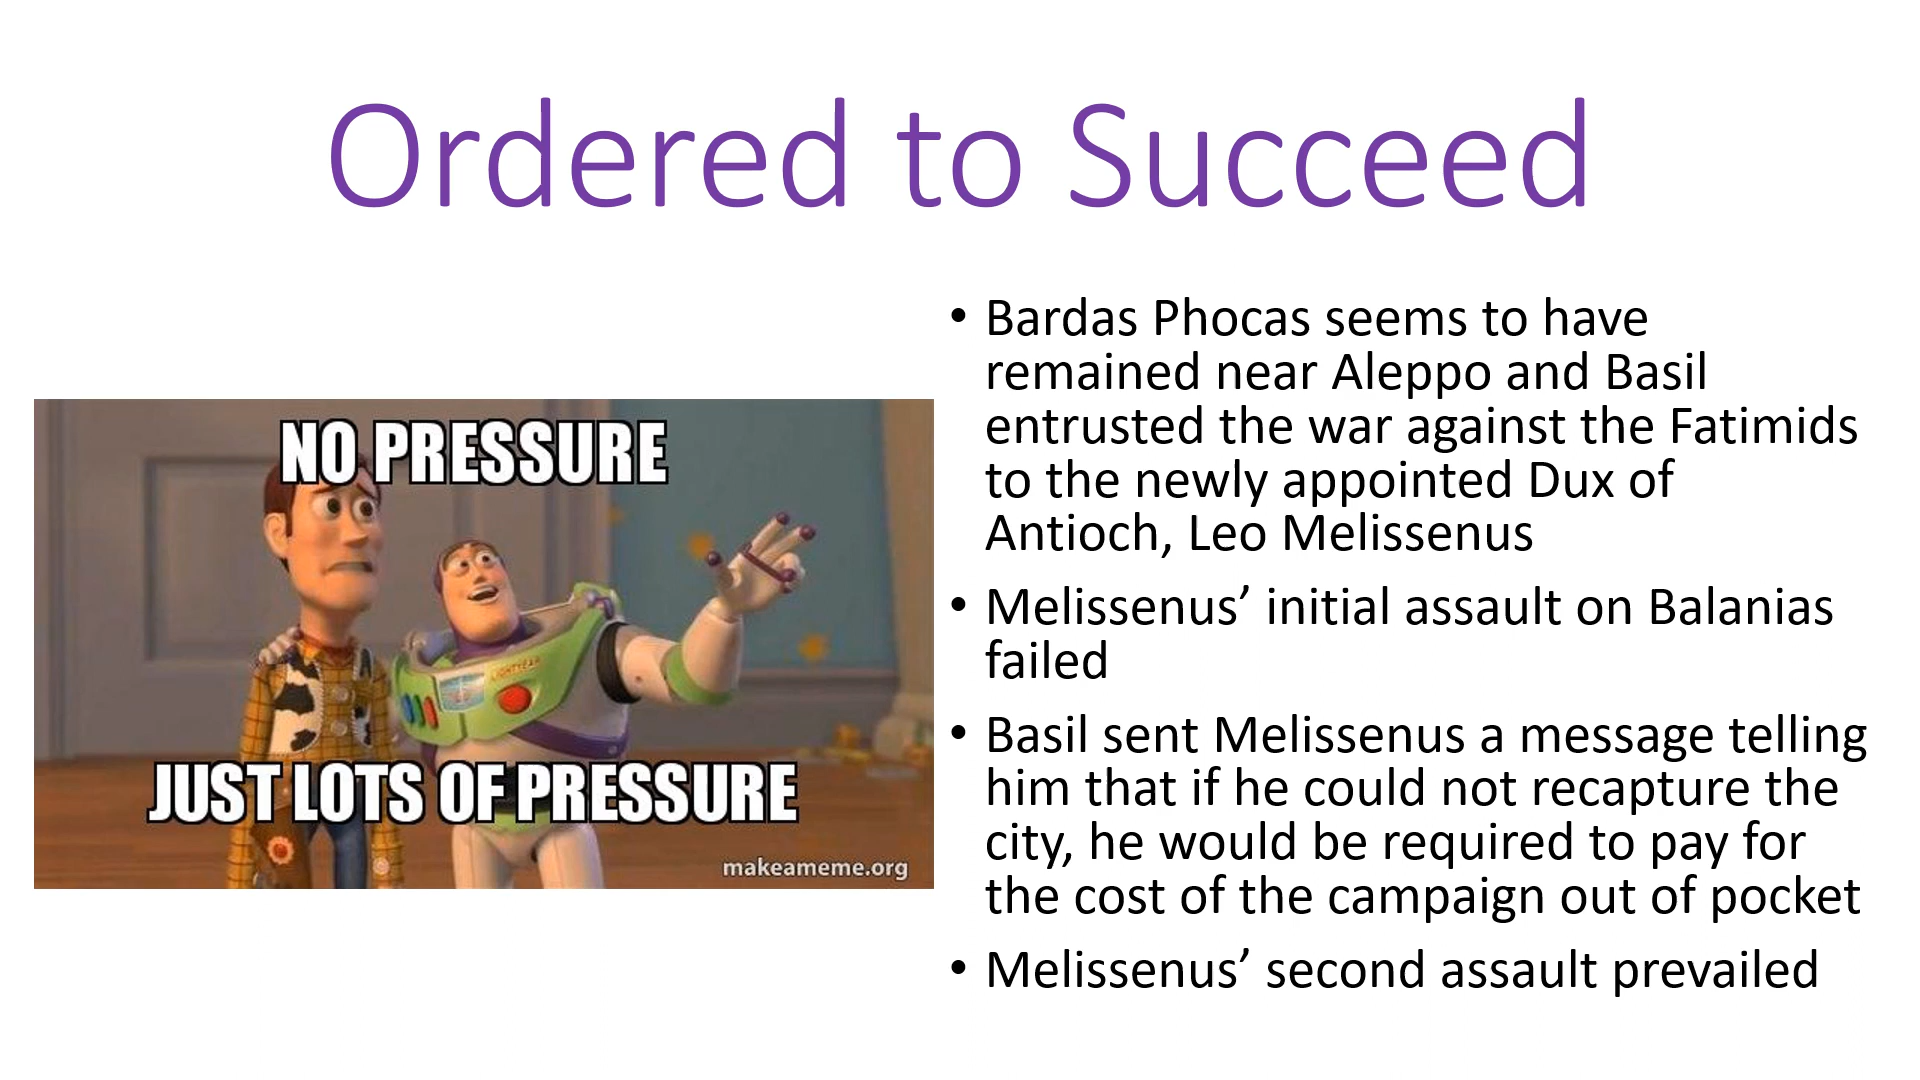 Ordered to Succeed
NO PRESSURE
LIGHTYEAR
JUST LOTS OF PRESSURE
makeameme.org
• Bardas Phocas seems to have
remained near Aleppo and Basil
entrusted the war against the Fatimids
to the newly appointed Dux of
Antioch, Leo Melissenus
• Melissenus’ initial assault on Balanias
failed
• Basil sent Melissenus a message telling
him that if he could not recapture the
city, he would be required to pay for
the cost of the campaign out of pocket
• Melissenus’ second assault prevailed